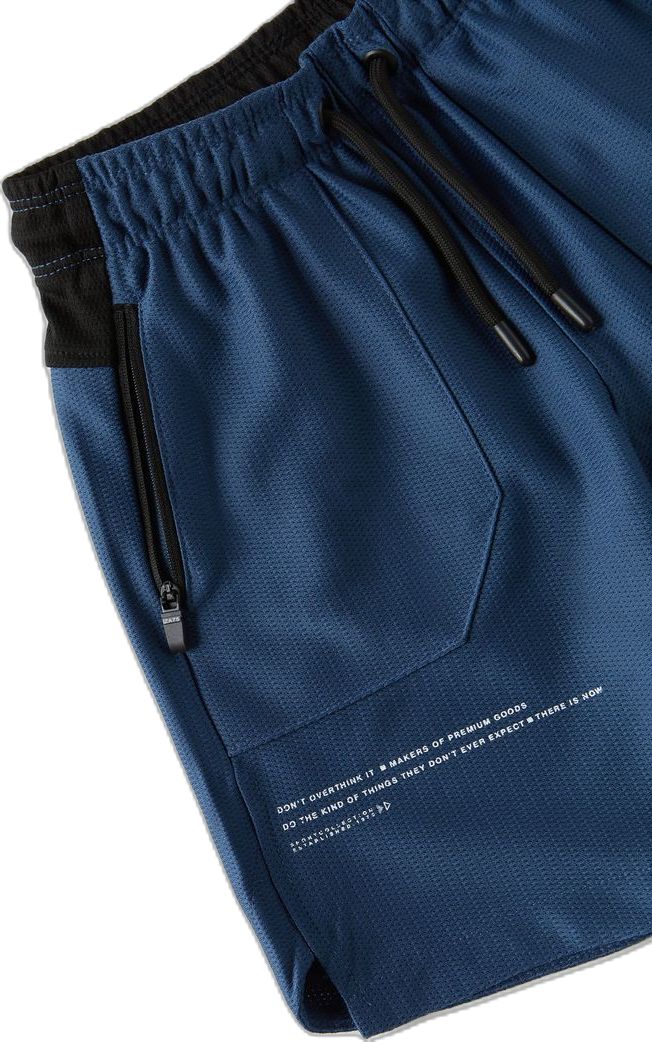 DON'T OVERTHINK IT ■ MAKERS OF PREMIUM GOODS
DO THE KIND OF THINGS THEY DON'T EVER EXPECT ■ THERE IS NOW
SPORTCOLLECTION